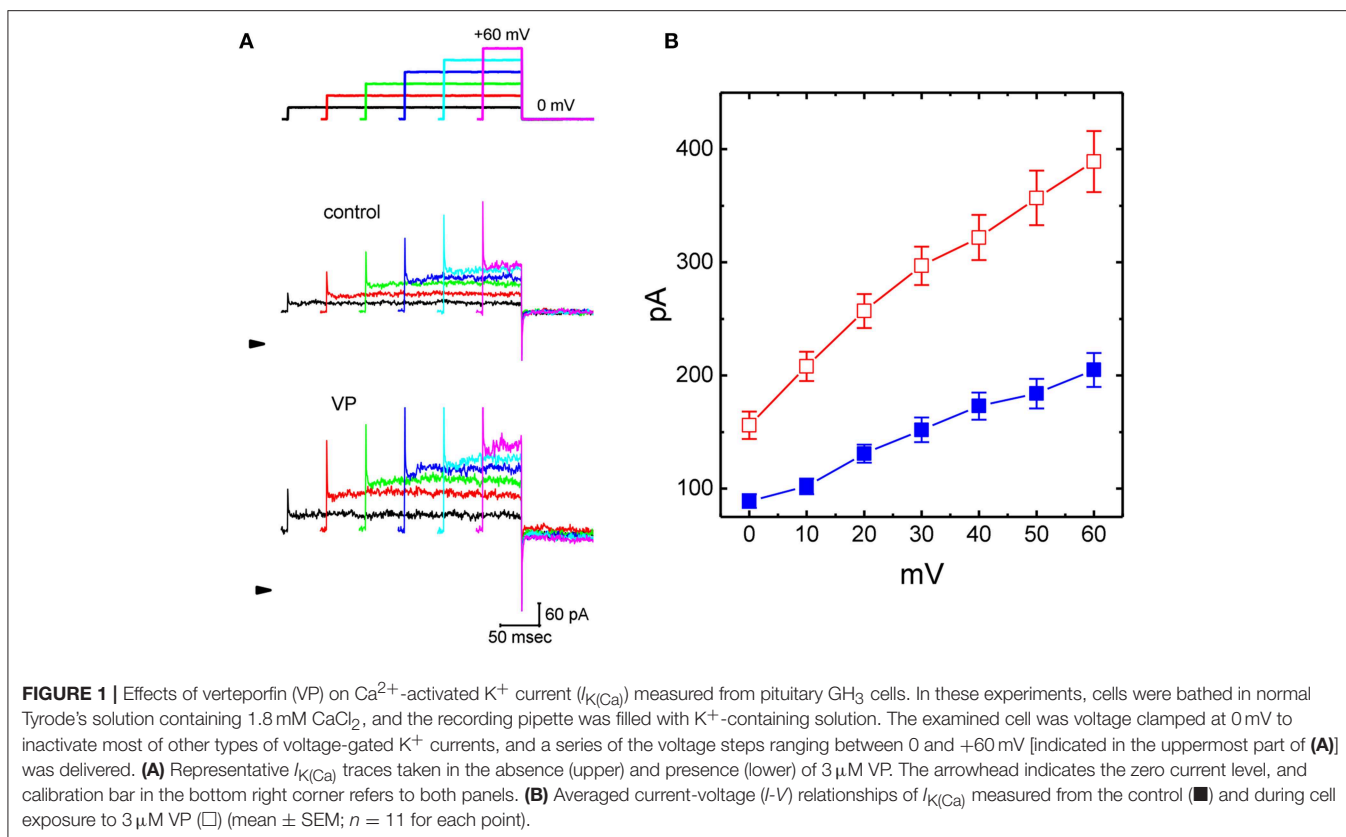 A
+60 mV
0 mV
control
VP
60 pA
50 msec
B
400
300
200
100
pA
0 10 20 30 40 50 60
mV
FIGURE 1 | Effects of verteporfin (VP) on Ca²⁺-activated K⁺ current (I_K(Ca)) measured from pituitary GH₃ cells. In these experiments, cells were bathed in normal
Tyrode's solution containing 1.8 mM CaCl₂, and the recording pipette was filled with K⁺-containing solution. The examined cell was voltage clamped at 0 mV to
inactivate most of other types of voltage-gated K⁺ currents, and a series of the voltage steps ranging between 0 and +60 mV [indicated in the uppermost part of (A)]
was delivered. (A) Representative I_K(Ca) traces taken in the absence (upper) and presence (lower) of 3 μM VP. The arrowhead indicates the zero current level, and
calibration bar in the bottom right corner refers to both panels. (B) Averaged current-voltage (I-V) relationships of I_K(Ca) measured from the control (■) and during cell
exposure to 3 μM VP (□) (mean ± SEM; n = 11 for each point).